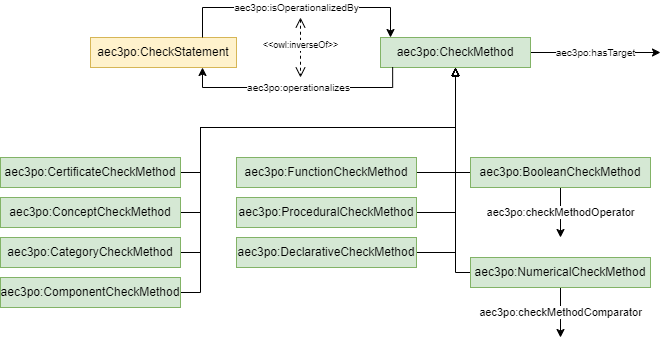 aec3po:isOperationalizedBy
aec3po:CheckStatement
<<owl:inverseOf>>
aec3po:CheckMethod
aec3po:hasTarget
aec3po:operationalizes
aec3po:CertificateCheckMethod
aec3po:FunctionCheckMethod
aec3po:BooleanCheckMethod
aec3po:ConceptCheckMethod
aec3po:ProceduralCheckMethod
aec3po:checkMethodOperator
aec3po:CategoryCheckMethod
aec3po:DeclarativeCheckMethod
aec3po:NumericalCheckMethod
aec3po:ComponentCheckMethod
aec3po:checkMethodComparator